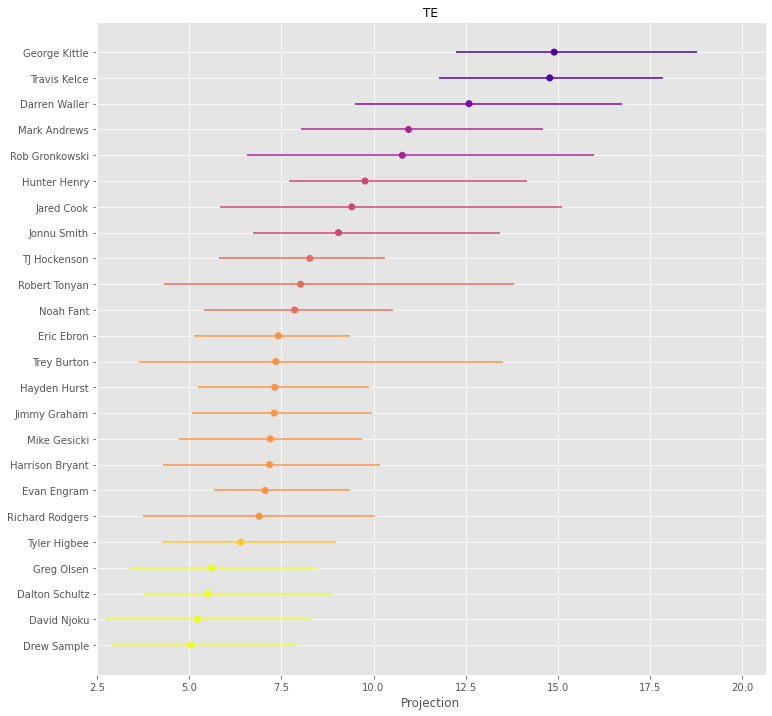 TE
George Kittle
Travis Kelce
Darren Waller
Mark Andrews
Rob Gronkowski
Hunter Henry
Jared Cook
Jonnu Smith
TJ Hockenson
Robert Tonyan
Noah Fant
Eric Ebron
Trey Burton
Hayden Hurst
Jimmy Graham
Mike Gesicki
Harrison Bryant
Evan Engram
Richard Rodgers
Tyler Higbee
Greg Olsen
Dalton Schultz
David Njoku
Drew Sample
2.5 5.0 7.5 10.0 12.5 15.0 17.5 20.0
Projection